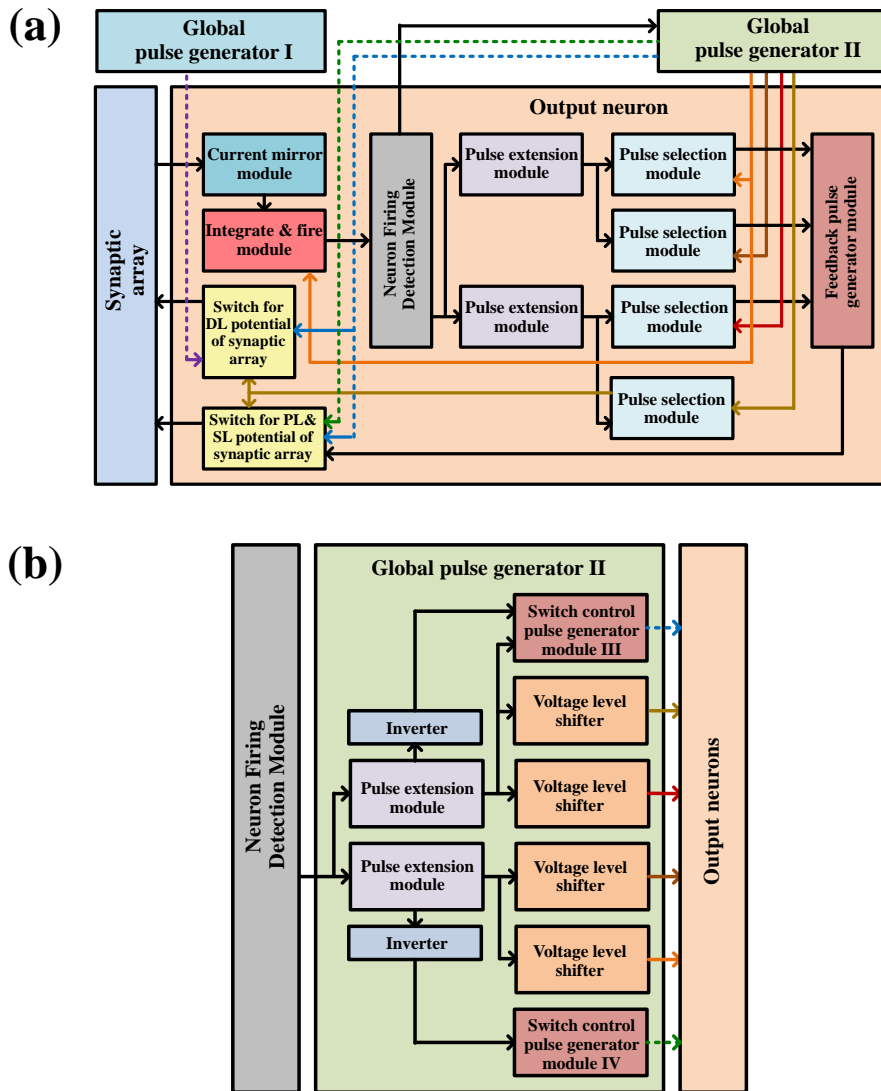 (a)
Global
pulse generator I
Global
pulse generator II
Synaptic
array
Output neuron
Current mirror
module
Integrate & fire
module
Switch for
DL potential
of synaptic
array
Switch for PL&
SL potential of
synaptic array
Neuron Firing
Detection Module
Pulse extension
module
Pulse extension
module
Pulse selection
module
Pulse selection
module
Pulse selection
module
Pulse selection
module
Feedback pulse
generator module
(b)
Neuron Firing
Detection Module
Global pulse generator II
Switch control
pulse generator
module III
Voltage level
shifter
Inverter
Pulse extension
module
Voltage level
shifter
Pulse extension
module
Voltage level
shifter
Inverter
Voltage level
shifter
Switch control
pulse generator
module IV
Output neurons